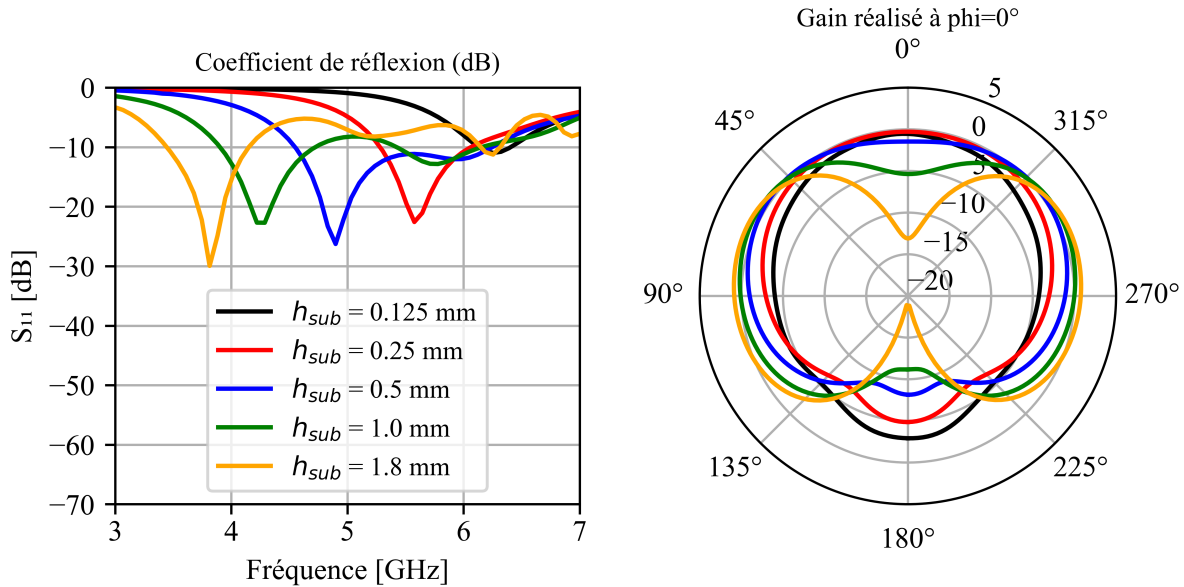 Coefficient de réflexion (dB)
0
−10
−20
−30
−40
−50
−60
−70
S₁₁ [dB]
h_sub = 0.125 mm
h_sub = 0.25 mm
h_sub = 0.5 mm
h_sub = 1.0 mm
h_sub = 1.8 mm
3 4 5 6 7
Fréquence [GHz]
Gain réalisé à phi=0°
0°
45°
90°
135°
180°
225°
270°
315°
5
0
5
−10
−15
−20